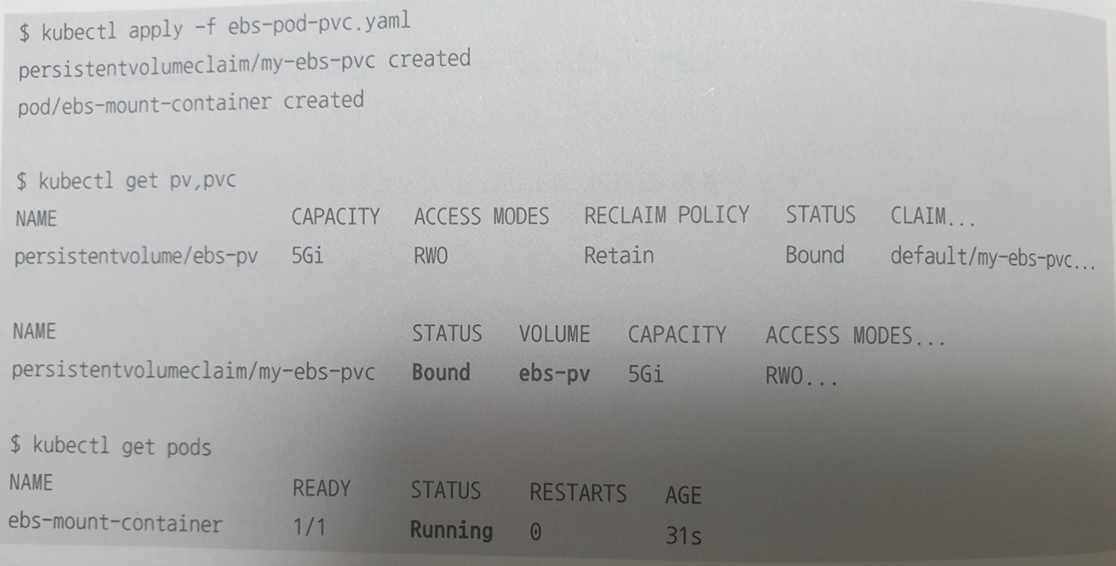 $ kubectl apply -f ebs-pod-pvc.yaml
persistentvolumeclaim/my-ebs-pvc created
pod/ebs-mount-container created
$ kubectl get pv,pvc
NAME CAPACITY ACCESS MODES RECLAIM POLICY STATUS CLAIM...
persistentvolume/ebs-pv 5Gi RWO Retain Bound default/my-ebs-pvc...
NAME STATUS VOLUME CAPACITY ACCESS MODES...
persistentvolumeclaim/my-ebs-pvc Bound ebs-pv 5Gi RWO...
$ kubectl get pods
NAME READY STATUS RESTARTS AGE
ebs-mount-container 1/1 Running 0 31s